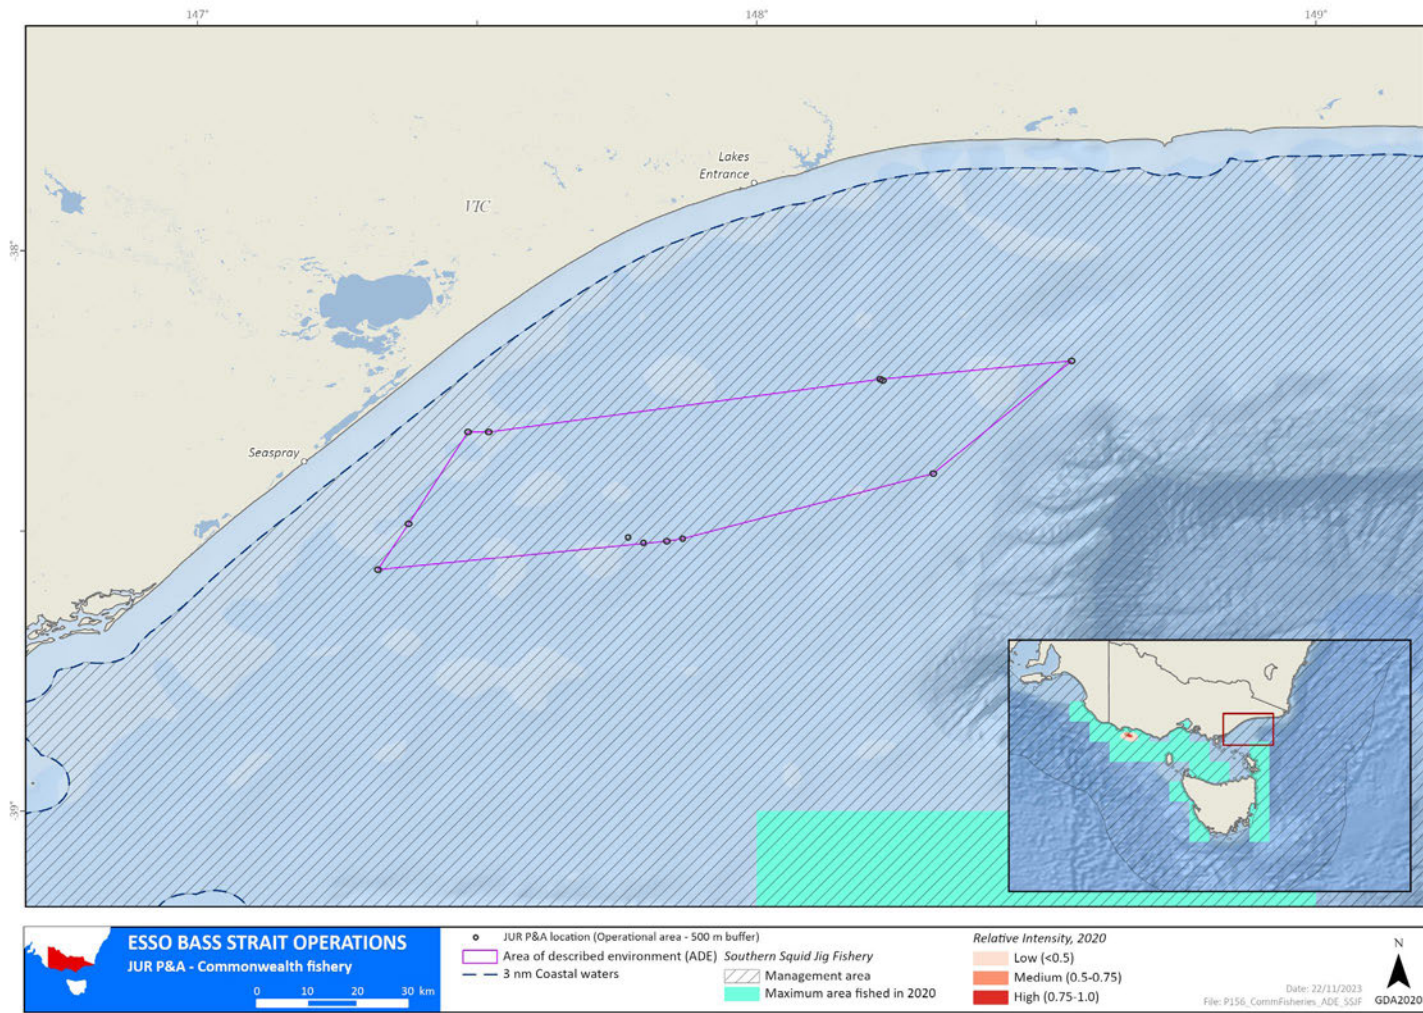 147°
148°
149°
Lakes
Entrance
VIC
-38°
Seaspray
-39°
ESSO BASS STRAIT OPERATIONS
JUR P&A - Commonwealth fishery
0 10 20 30 km
JUR P&A location (Operational area - 500 m buffer)
Area of described environment (ADE)
3 nm Coastal waters
Southern Squid Jig Fishery
Management area
Maximum area fished in 2020
Relative Intensity, 2020
Low (<0.5)
Medium (0.5-0.75)
High (0.75-1.0)
Date: 22/11/2023
File: P156_CommFisheries_ADE_SSJF
N
GDA2020